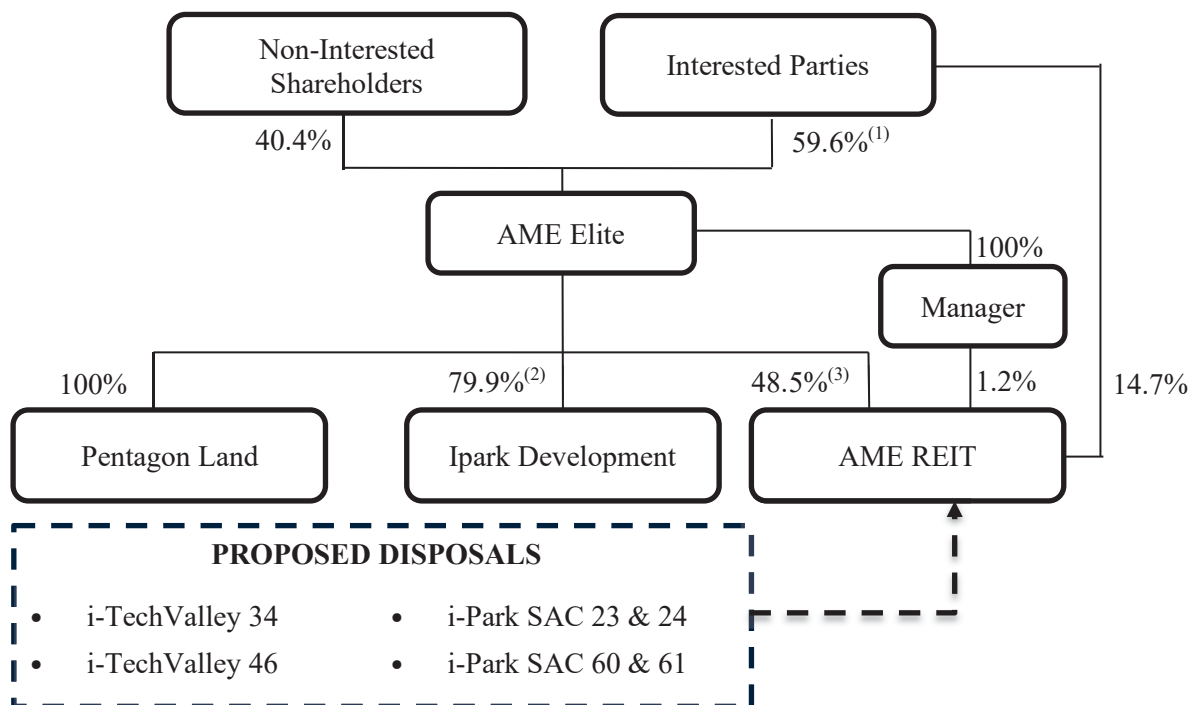 Non-Interested
Shareholders
Interested Parties
40.4%
59.6%(1)
AME Elite
100%
Manager
100%
79.9%(2)
48.5%(3)
1.2%
14.7%
Pentagon Land
Ipark Development
AME REIT
PROPOSED DISPOSALS
• i-TechValley 34
• i-Park SAC 23 & 24
• i-TechValley 46
• i-Park SAC 60 & 61